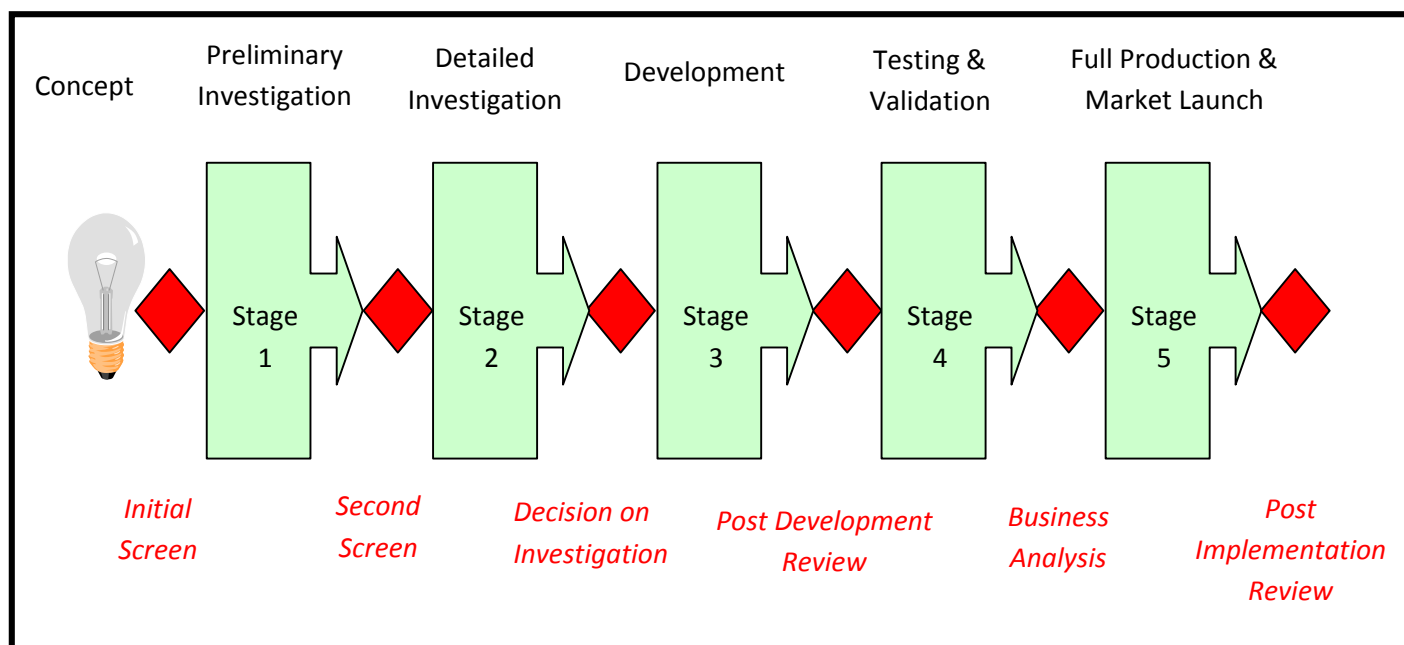 Concept
Preliminary
Investigation
Detailed
Investigation
Development
Testing &
Validation
Full Production &
Market Launch
Stage
1
Stage
2
Stage
3
Stage
4
Stage
5
Initial
Screen
Second
Screen
Decision on
Investigation
Post Development
Review
Business
Analysis
Post
Implementation
Review